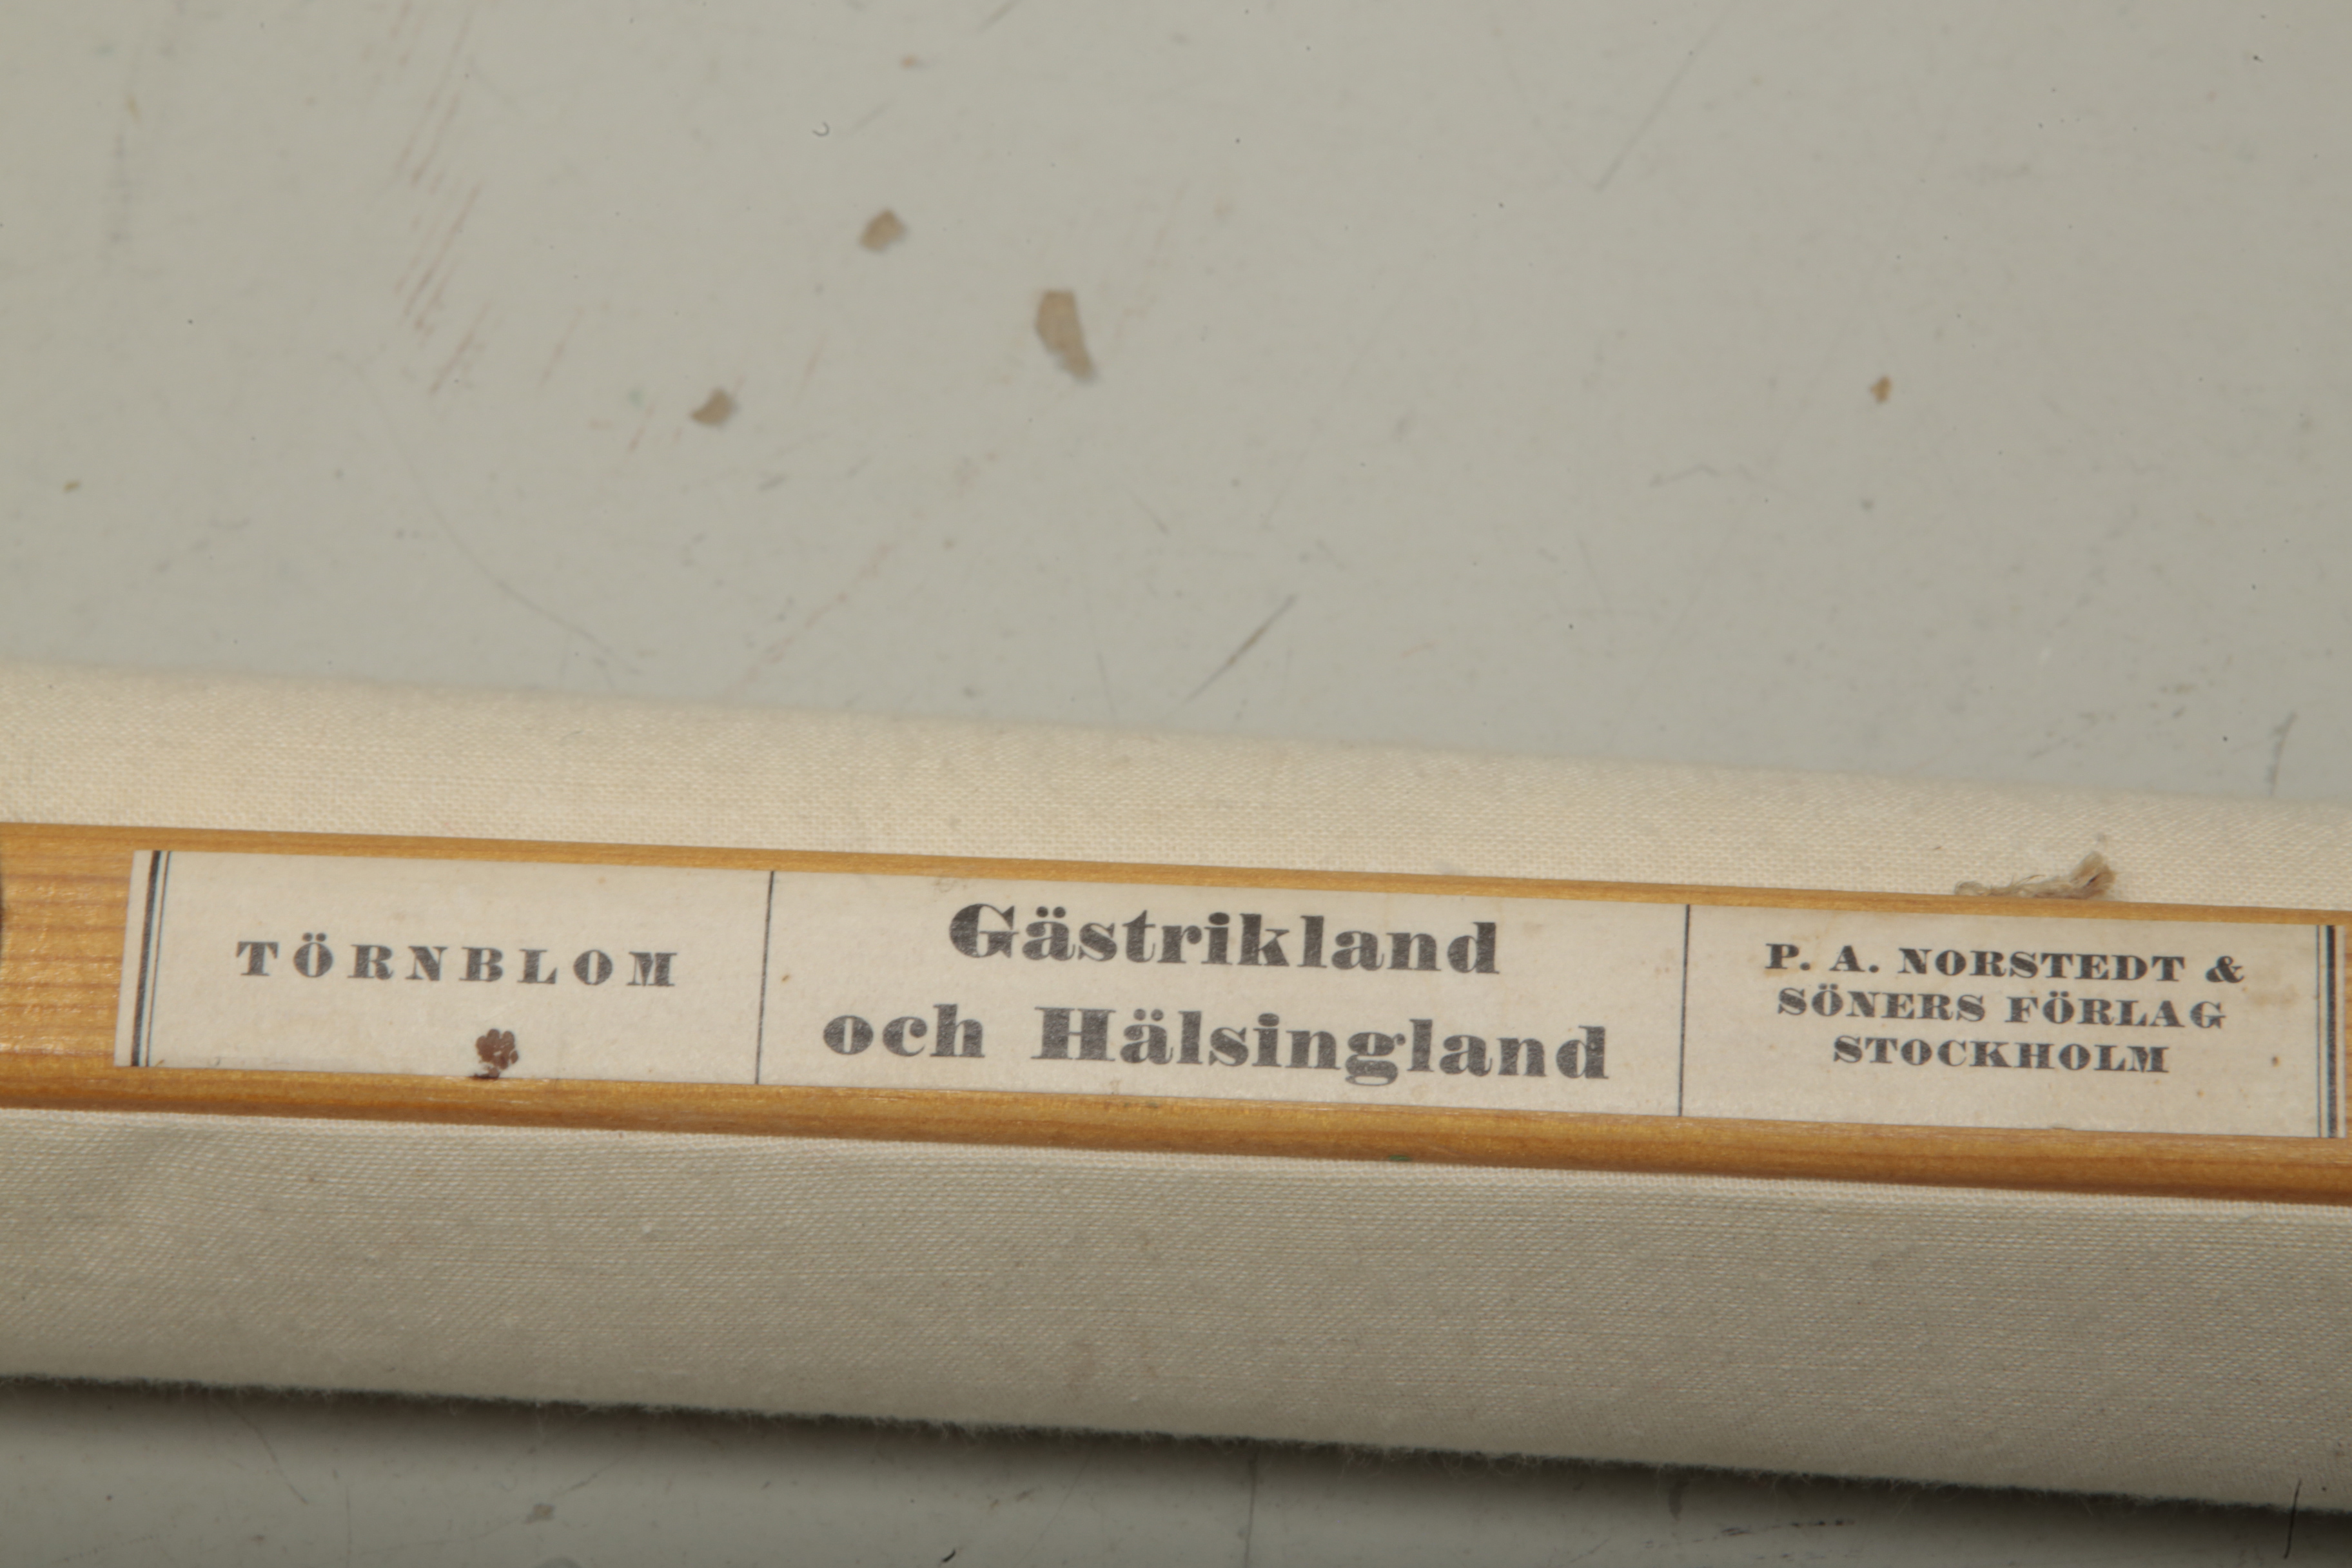 TÖRNBLOM
Gästrikland
och Hälsingland
P. A. NORSTEDT &
SÖNERS FÖRLAG
STOCKHOLM